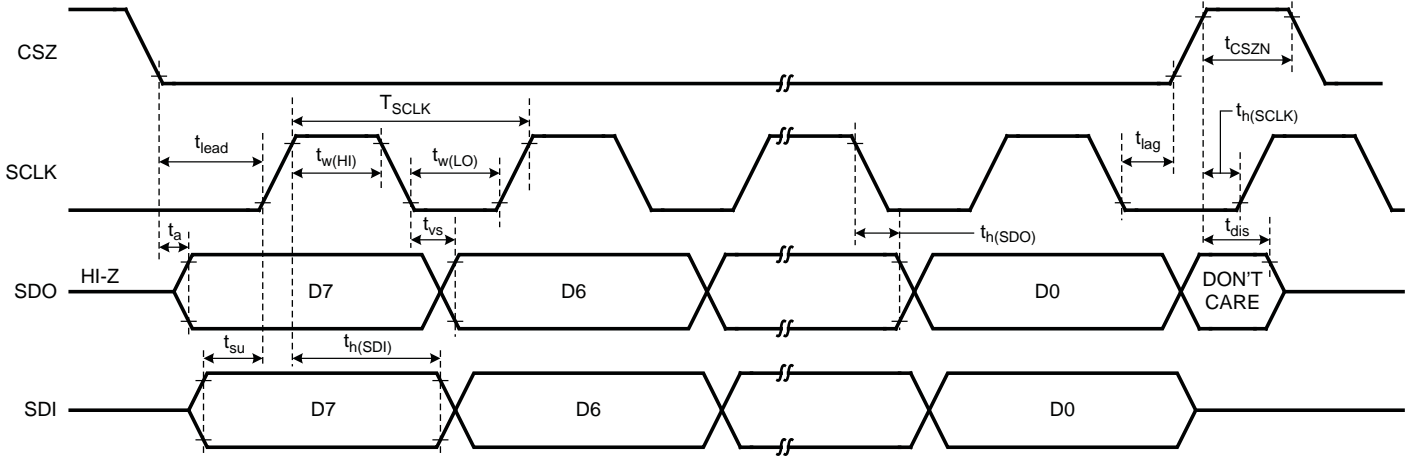 CSZ
t_CSZN
T_SCLK
t_h(SCLK)
t_lead
t_w(HI)
t_w(LO)
t_lag
SCLK
t_a
t_vs
t_h(SDO)
t_dis
HI-Z
SDO
D7
D6
D0
DON'T
CARE
t_su
t_h(SDI)
SDI
D7
D6
D0